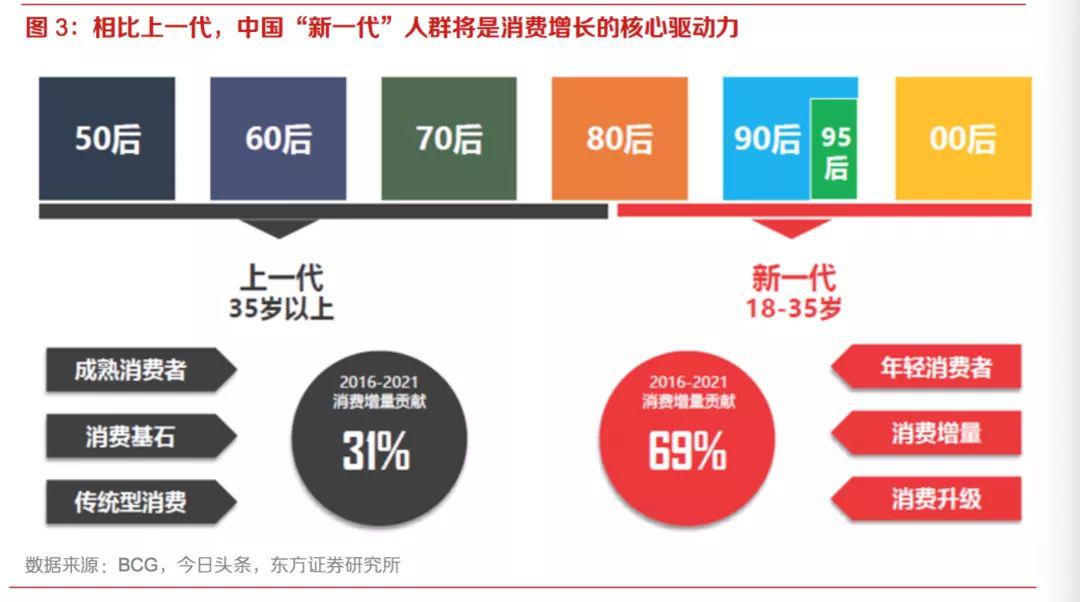 图 3：相比上一代，中国“新一代”人群将是消费增长的核心驱动力
50后
60后
70后
80后
90后
95
后
00后
上一代
35岁以上
新一代
18-35岁
成熟消费者
消费基石
传统型消费
2016-2021
消费增量贡献
31%
2016-2021
消费增量贡献
69%
年轻消费者
消费增量
消费升级
数据来源：BCG，今日头条，东方证券研究所